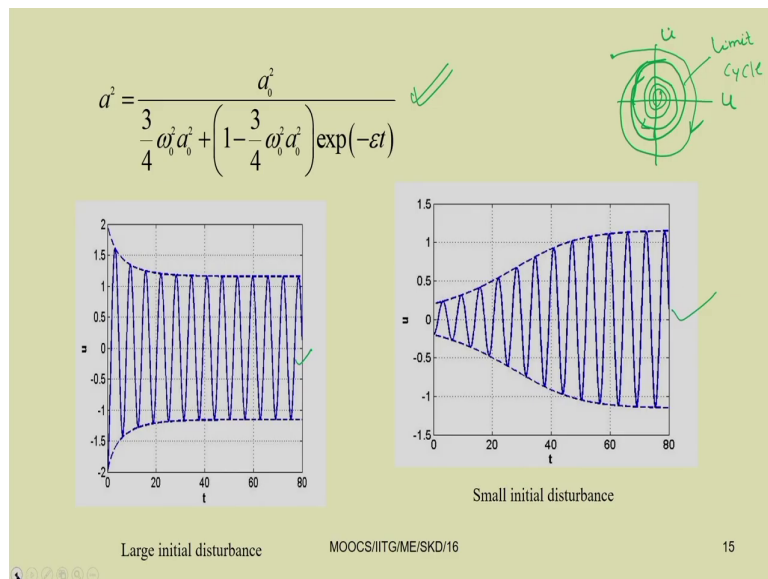 u̇
Limit
cycle
u
a² = a₀² / (3/4 ω₀² a₀² + (1 − 3/4 ω₀² a₀²) exp(−εt))
2
1.5
1
0.5
0
-0.5
-1
-1.5
-2
u
0 20 40 60 80
t
1.5
1
0.5
0
-0.5
-1
-1.5
u
0 20 40 60 80
t
Small initial disturbance
Large initial disturbance
MOOCS/IITG/ME/SKD/16
15